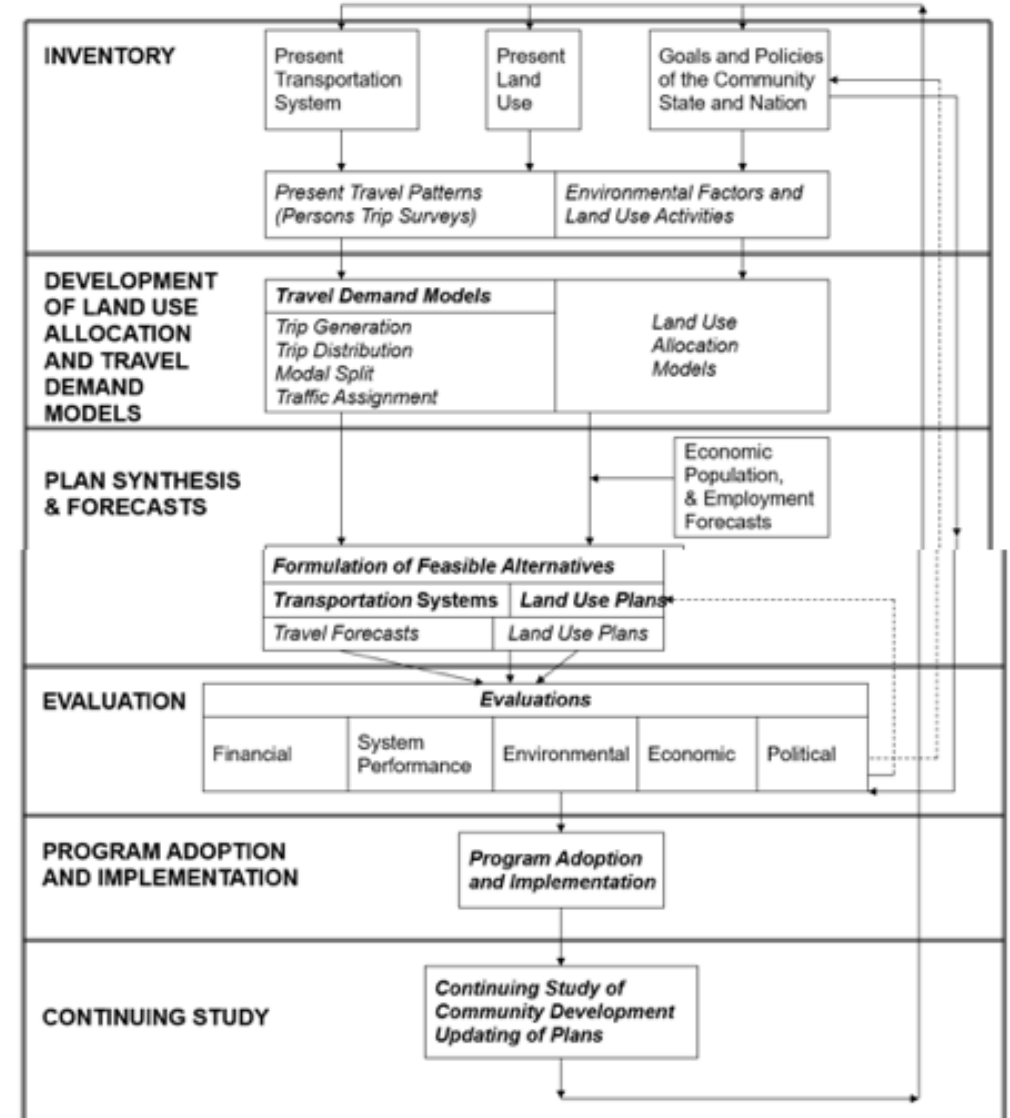 INVENTORY
Present
Transportation
System
Present
Land
Use
Goals and Policies
of the Community
State and Nation
Present Travel Patterns
(Persons Trip Surveys)
Environmental Factors and
Land Use Activities
DEVELOPMENT
OF LAND USE
ALLOCATION
AND TRAVEL
DEMAND
MODELS
Travel Demand Models
Trip Generation
Trip Distribution
Modal Split
Traffic Assignment
Land Use
Allocation
Models
PLAN SYNTHESIS
& FORECASTS
Economic
Population,
& Employment
Forecasts
Formulation of Feasible Alternatives
Transportation Systems
Land Use Plans
Travel Forecasts
Land Use Plans
EVALUATION
Evaluations
Financial
System
Performance
Environmental
Economic
Political
PROGRAM ADOPTION
AND IMPLEMENTATION
Program Adoption
and Implementation
CONTINUING STUDY
Continuing Study of
Community Development
Updating of Plans